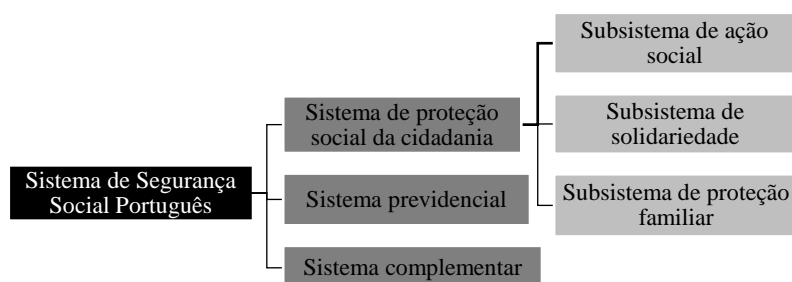 Sistema de Segurança
Social Português
Sistema de proteção
social da cidadania
Sistema previdencial
Sistema complementar
Subsistema de ação
social
Subsistema de
solidariedade
Subsistema de proteção
familiar